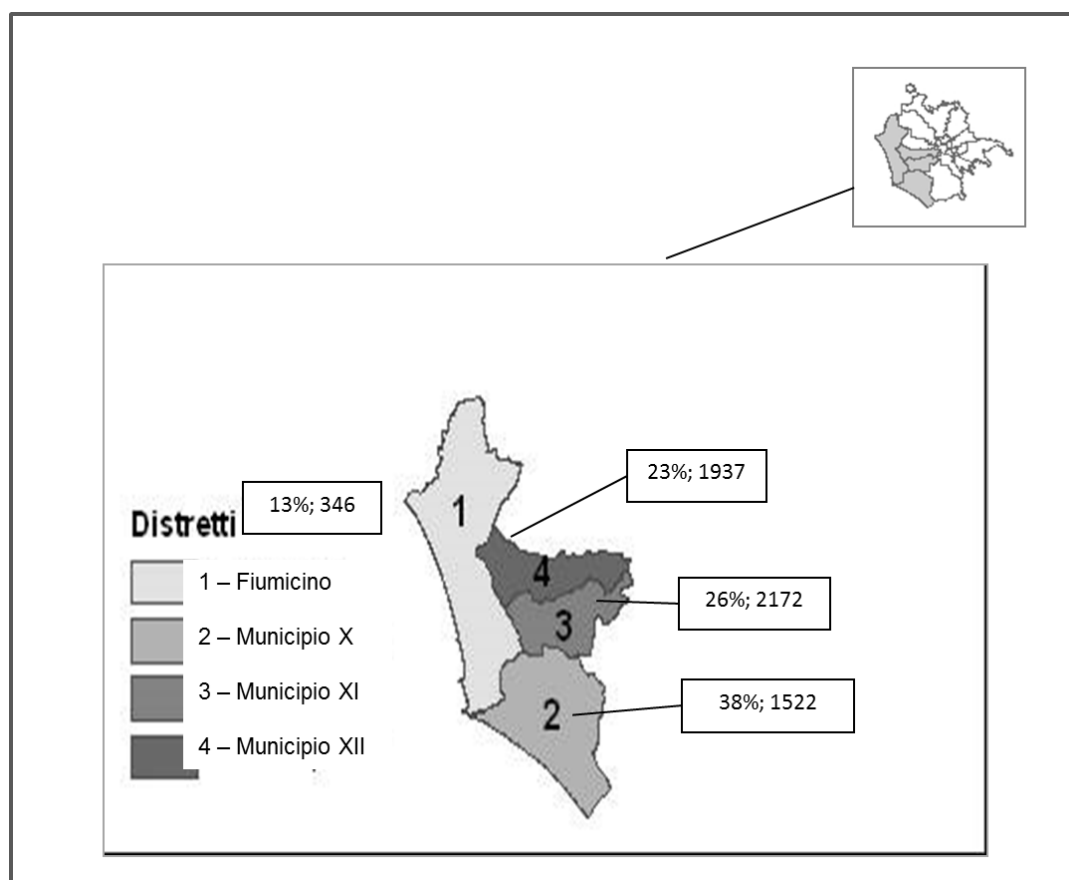 23%; 1937
13%; 346
Distretti
1
1 – Fiumicino
4
26%; 2172
2 – Municipio X
3
3 – Municipio XI
38%; 1522
2
4 – Municipio XII